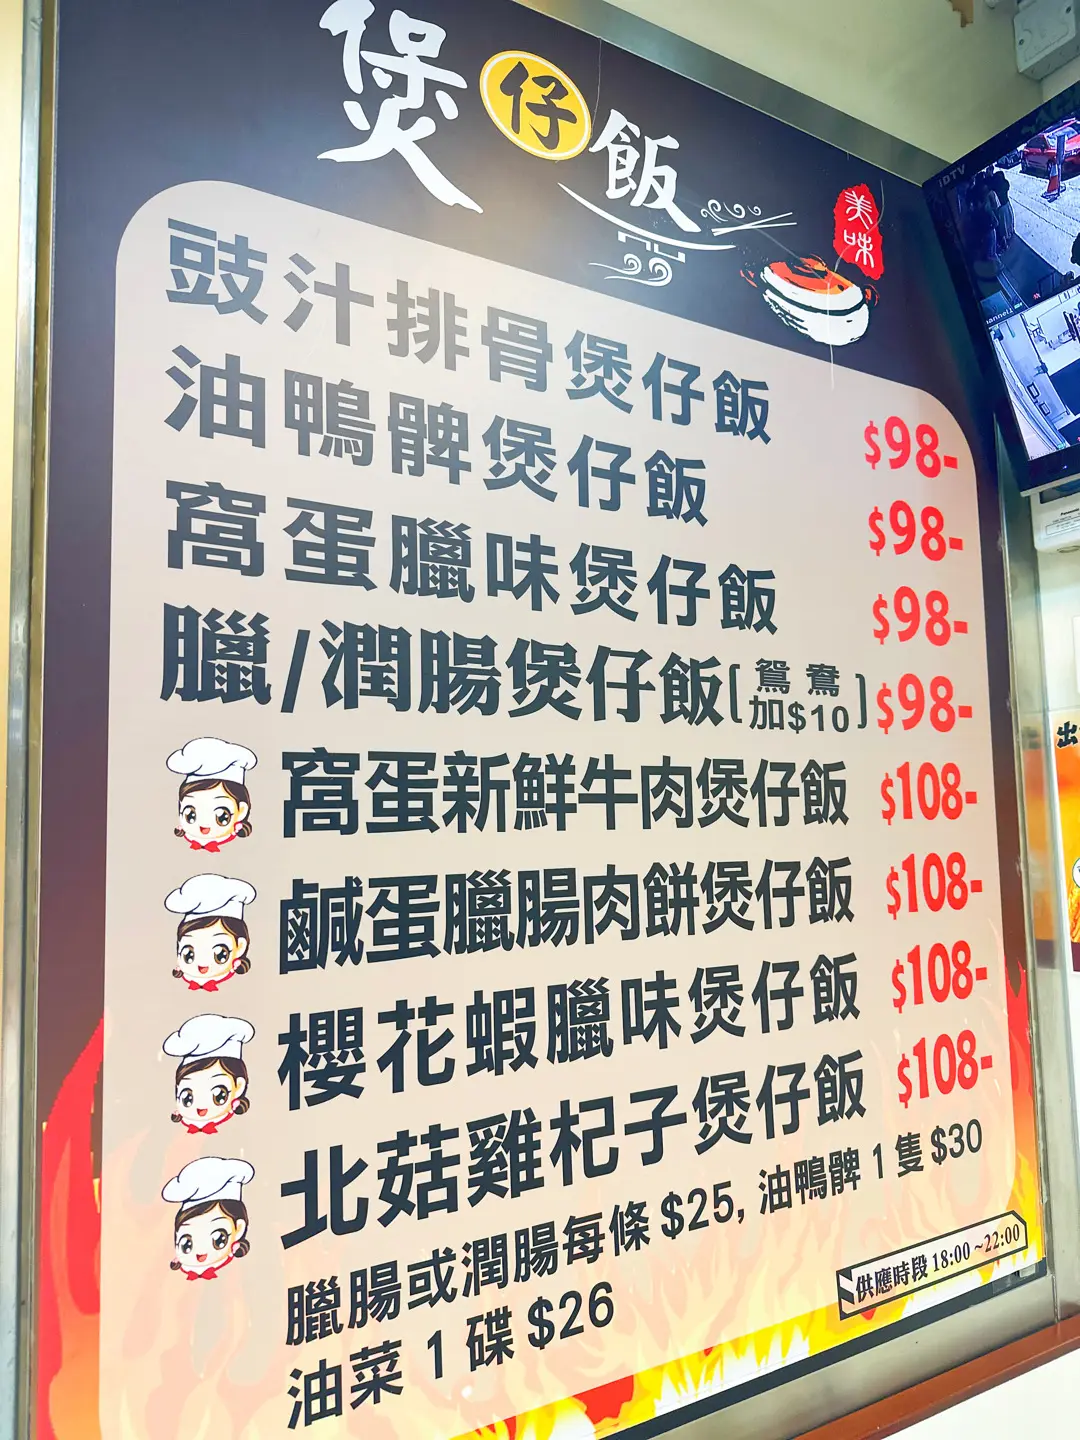 煲仔飯
美味
豉汁排骨煲仔飯 $98-
油鴨髀煲仔飯 $98-
窩蛋臘味煲仔飯 $98-
臘/潤腸煲仔飯[鴛鴦加$10] $98-
窩蛋新鮮牛肉煲仔飯 $108-
鹹蛋臘腸肉餅煲仔飯 $108-
櫻花蝦臘味煲仔飯 $108-
北菇雞杞子煲仔飯 $108-
臘腸或潤腸每條 $25, 油鴨髀 1 隻 $30
油菜 1 碟 $26
供應時段 18:00~22:00
出